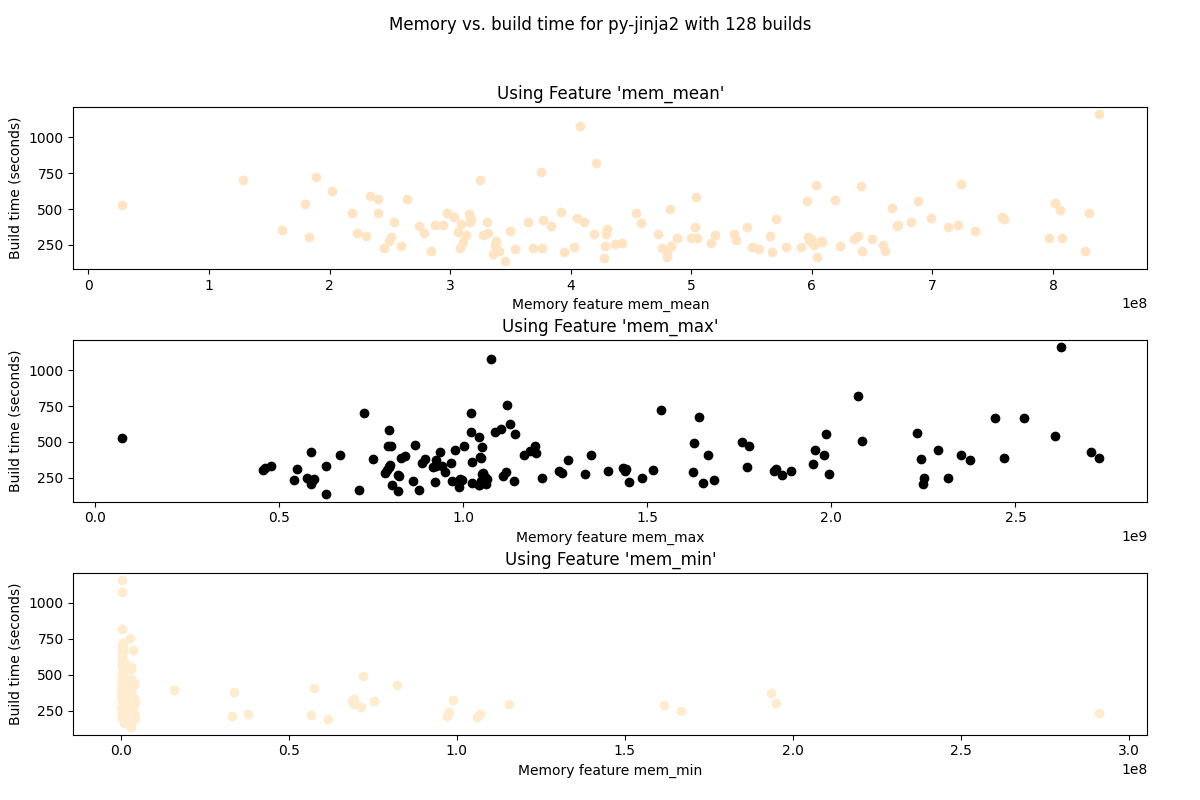 Memory vs. build time for py-jinja2 with 128 builds
Using Feature 'mem_mean'
Build time (seconds)
1000
750
500
250
0 1 2 3 4 5 6 7 8
1e8
Memory feature mem_mean
Using Feature 'mem_max'
Build time (seconds)
1000
750
500
250
0.0 0.5 1.0 1.5 2.0 2.5
1e9
Memory feature mem_max
Using Feature 'mem_min'
Build time (seconds)
1000
750
500
250
0.0 0.5 1.0 1.5 2.0 2.5 3.0
1e8
Memory feature mem_min